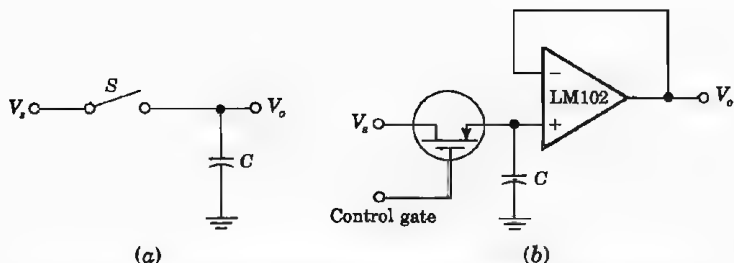 V_s
S
V_o
C
(a)
V_s
Control gate
C
−
+
LM102
V_o
(b)